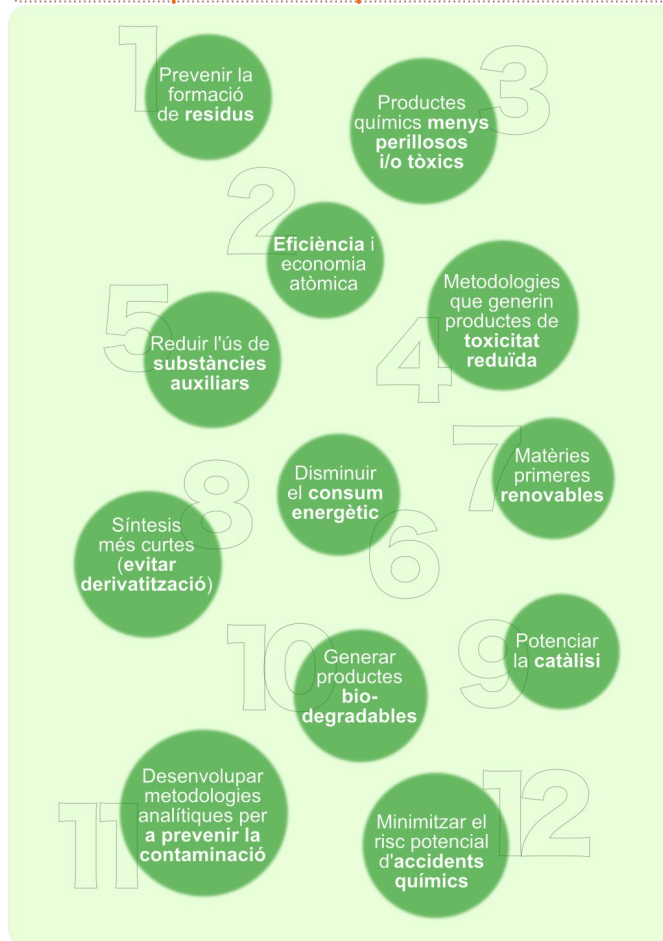 1
Prevenir la
formació
de residus
2
Eficiència i
economia
atòmica
3
Productes
químics menys
perillosos
i/o tòxics
4
Metodologies
que generin
productes de
toxicitat
reduïda
5
Reduir l'ús de
substàncies
auxiliars
6
Disminuir
el consum
energètic
7
Matèries
primeres
renovables
8
Síntesis
més curtes
(evitar
derivatització)
9
Potenciar
la catàlisi
10
Generar
productes
bio-
degradables
11
Desenvolupar
metodologies
analítiques per
a prevenir la
contaminació
12
Minimitzar el
risc potencial
d'accidents
químics